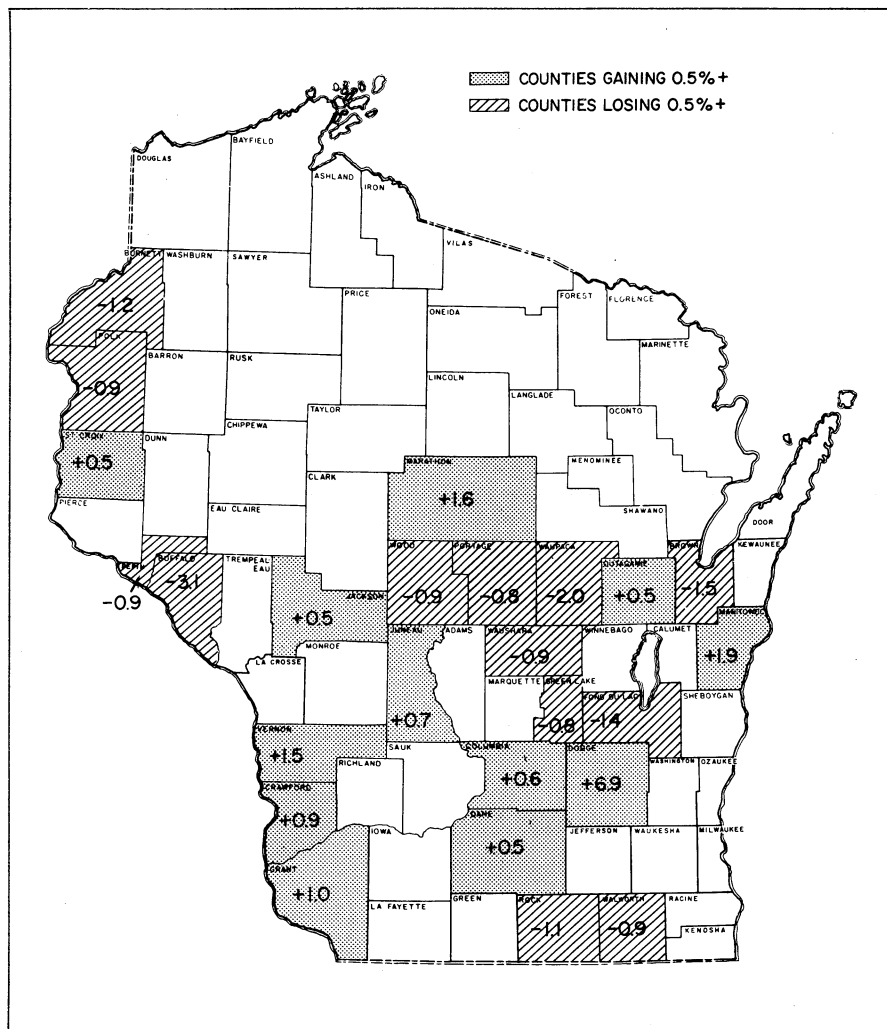 COUNTIES GAINING 0.5%+
COUNTIES LOSING 0.5%+
BAYFIELD
DOUGLAS
ASHLAND
IRON
VILAS
BURNETT
WASHBURN
SAWYER
-1.2
PRICE
FOREST
FLORENCE
ONEIDA
POLK
BARRON
RUSK
MARINETTE
-0.9
LINCOLN
LANGLADE
TAYLOR
OCONTO
CHIPPEWA
ST CROIX
DUNN
+0.5
MARATHON
MENOMINEE
CLARK
+1.6
PIERCE
EAU CLAIRE
SHAWANO
DOOR
WOOD
PORTAGE
WAUPACA
BROWN
KEWAUNEE
PEPIN
BUFFALO
TREMPEAL
EAU
OUTAGAMIE
-0.9
-3.1
JACKSON
-0.9
-0.8
-2.0
+0.5
-1.5
+0.5
MANITOWOC
JUNEAU
ADAMS
WAUSHARA
WINNEBAGO
CALUMET
MONROE
-0.9
+1.9
LA CROSSE
MARQUETTE
GREEN LAKE
FOND DU LAC
SHEBOYGAN
+0.7
-0.8
-1.4
VERNON
SAUK
COLUMBIA
DODGE
+1.5
RICHLAND
WASHINGTON
OZAUKEE
+0.6
+6.9
CRAWFORD
+0.9
DANE
IOWA
JEFFERSON
WAUKESHA
MILWAUKEE
+0.5
GRANT
+1.0
LA FAYETTE
GREEN
ROCK
WALWORTH
RACINE
-1.1
-0.9
KENOSHA